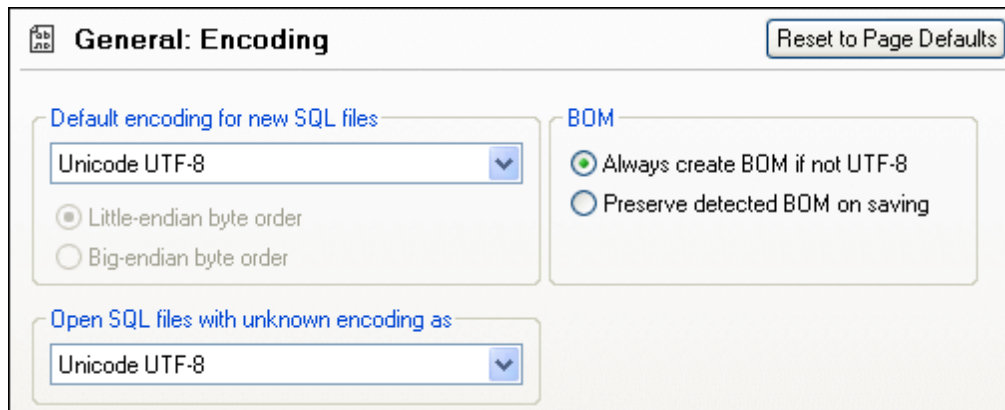 General: Encoding
Reset to Page Defaults
Default encoding for new SQL files
Unicode UTF-8
Little-endian byte order
Big-endian byte order
BOM
Always create BOM if not UTF-8
Preserve detected BOM on saving
Open SQL files with unknown encoding as
Unicode UTF-8